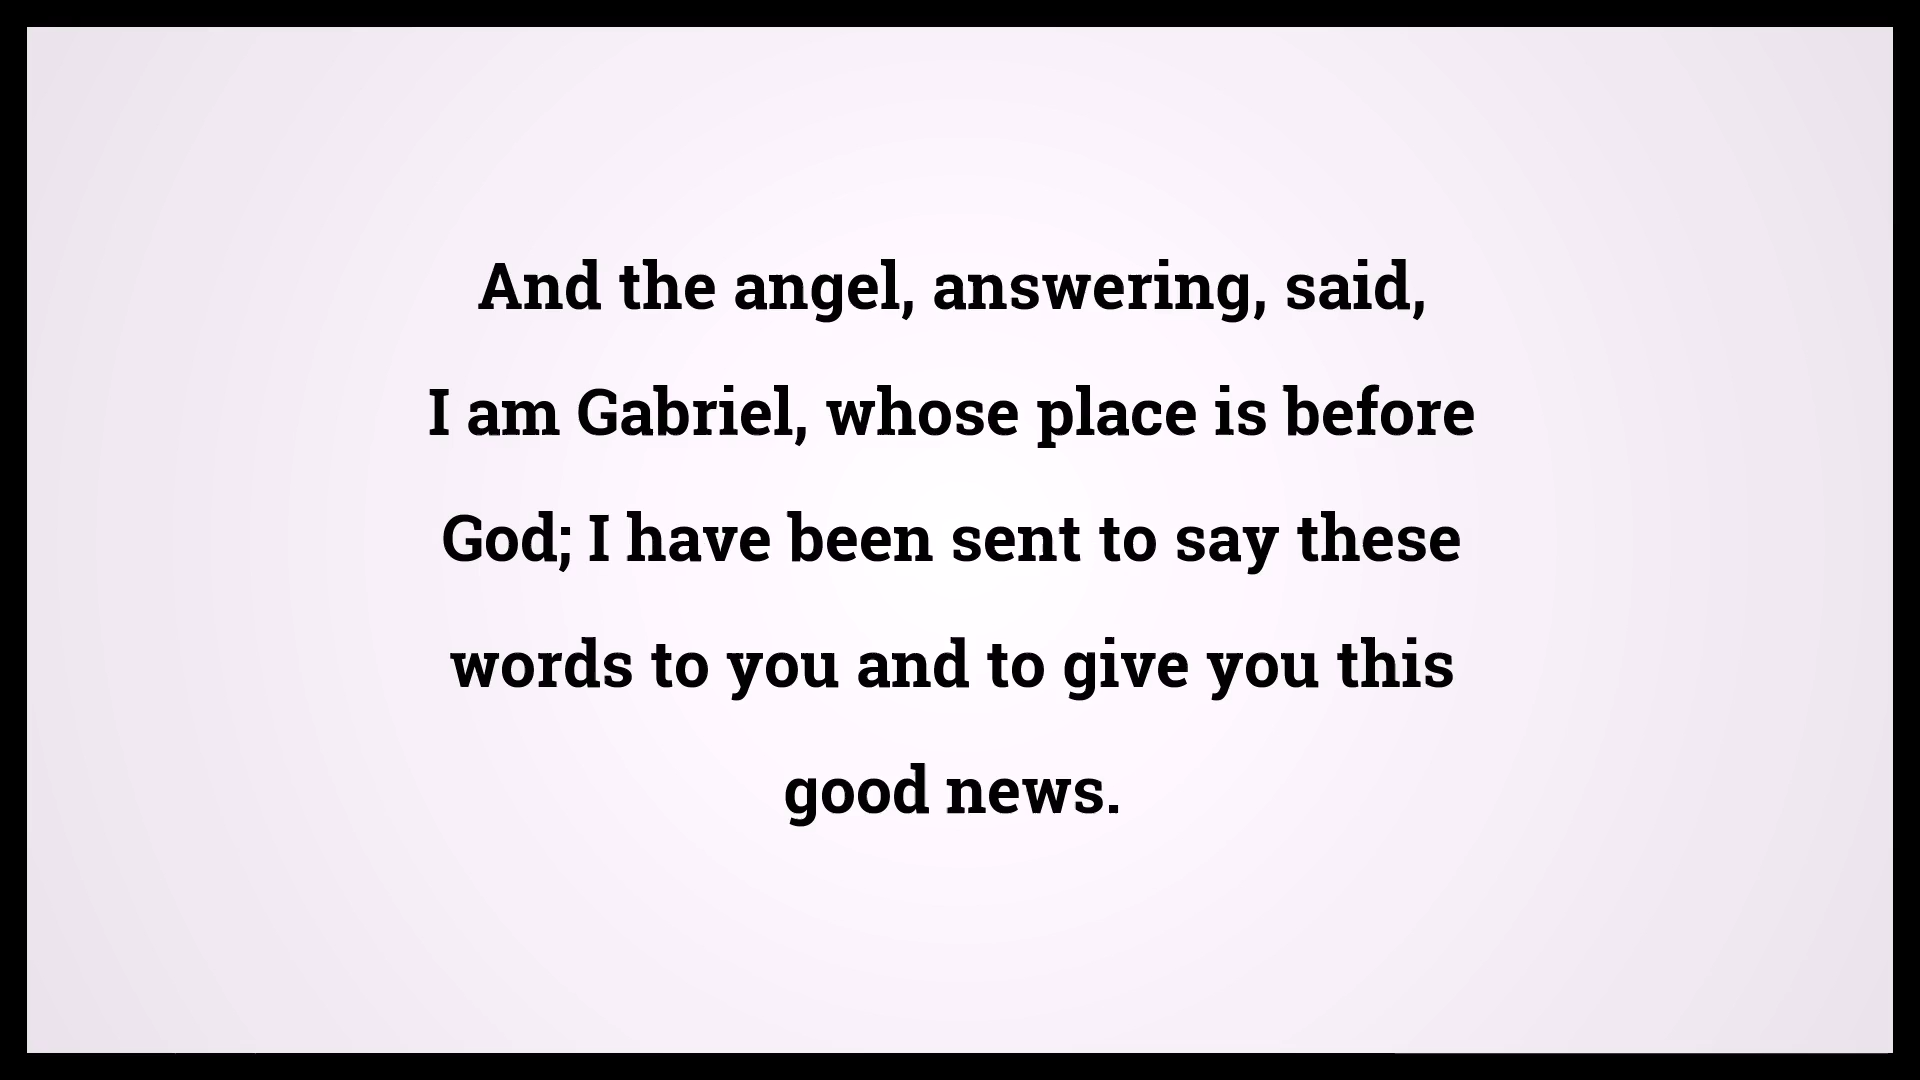 And the angel, answering, said,
I am Gabriel, whose place is before
God; I have been sent to say these
words to you and to give you this
good news.